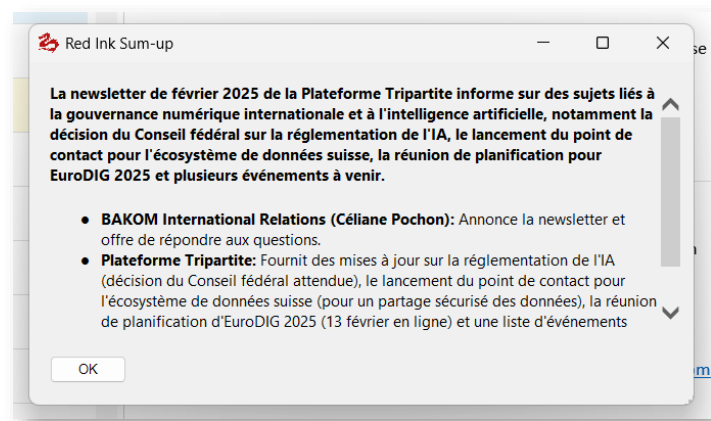 Red Ink Sum-up
se
La newsletter de février 2025 de la Plateforme Tripartite informe sur des sujets liés à
la gouvernance numérique internationale et à l'intelligence artificielle, notamment la
décision du Conseil fédéral sur la réglementation de l'IA, le lancement du point de
contact pour l'écosystème de données suisse, la réunion de planification pour
EuroDIG 2025 et plusieurs événements à venir.
● BAKOM International Relations (Céliane Pochon): Annonce la newsletter et
offre de répondre aux questions.
● Plateforme Tripartite: Fournit des mises à jour sur la réglementation de l'IA
(décision du Conseil fédéral attendue), le lancement du point de contact pour
l'écosystème de données suisse (pour un partage sécurisé des données), la réunion
de planification d'EuroDIG 2025 (13 février en ligne) et une liste d'événements
OK
om